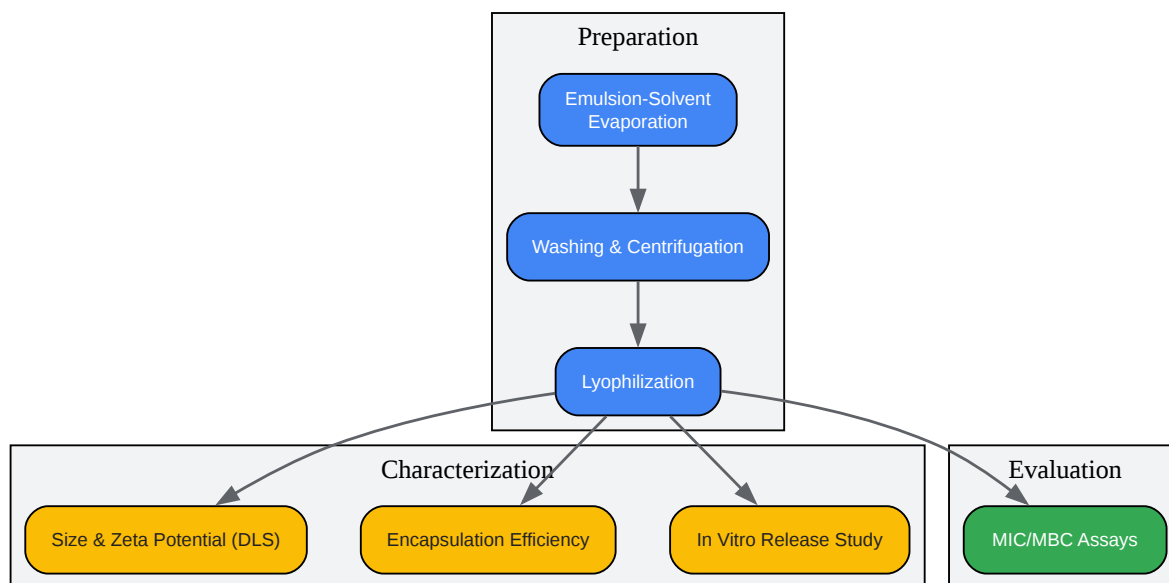 Preparation
Emulsion-Solvent
Evaporation
Washing & Centrifugation
Lyophilization
Characterization
Evaluation
Size & Zeta Potential (DLS)
Encapsulation Efficiency
In Vitro Release Study
MIC/MBC Assays